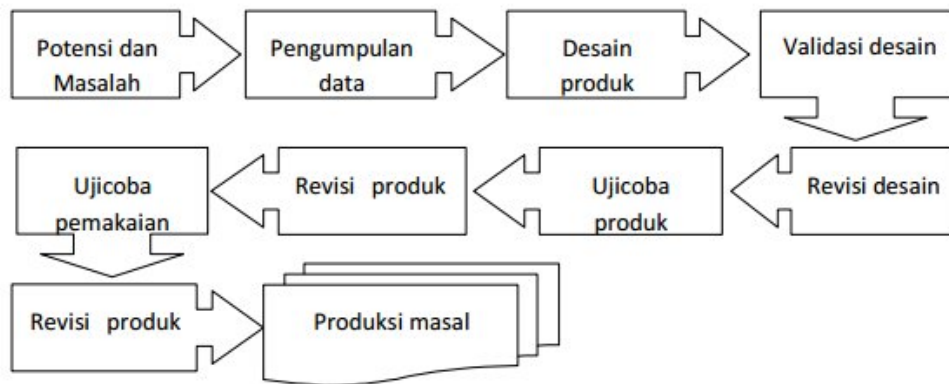 Potensi dan
Masalah
Pengumpulan
data
Desain
produk
Validasi desain
Revisi desain
Ujicoba
produk
Revisi produk
Ujicoba
pemakaian
Revisi produk
Produksi masal